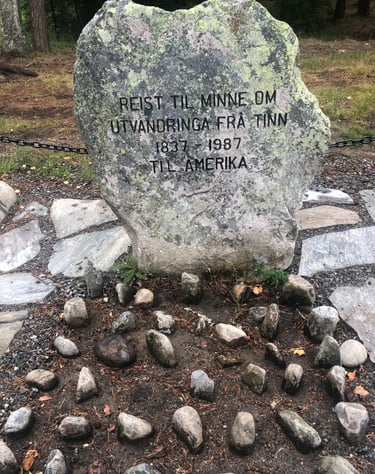 REIST TIL MINNE OM
UTVANDRINGA FRÅ TINN
1837 - 1987
TIL AMERIKA